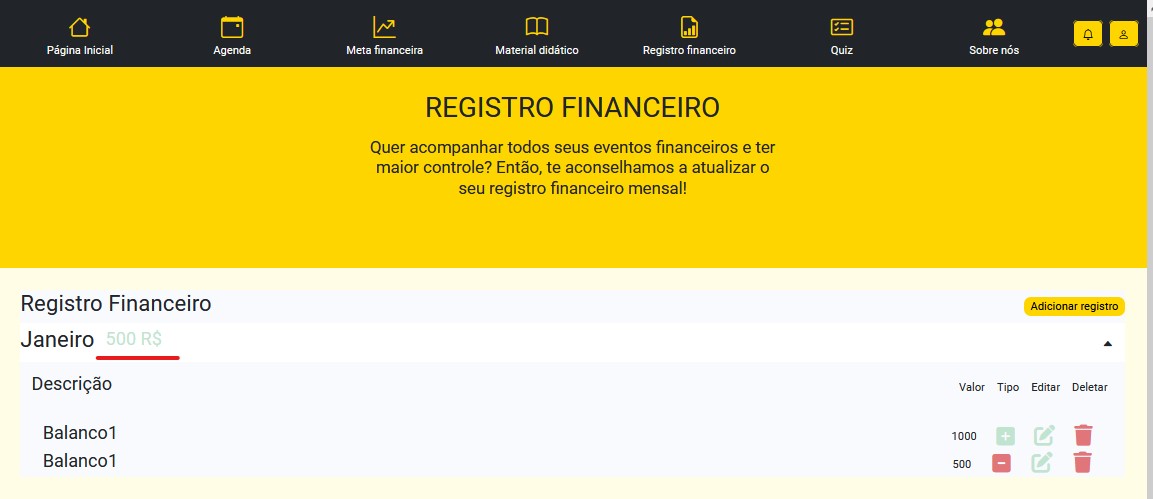 Página Inicial
Agenda
Meta financeira
Material didático
Registro financeiro
Quiz
Sobre nós
REGISTRO FINANCEIRO
Quer acompanhar todos seus eventos financeiros e ter
maior controle? Então, te aconselhamos a atualizar o
seu registro financeiro mensal!
Registro Financeiro
Adicionar registro
Janeiro 500 R$
Descrição Valor Tipo Editar Deletar
Balanco1 1000
Balanco1 500